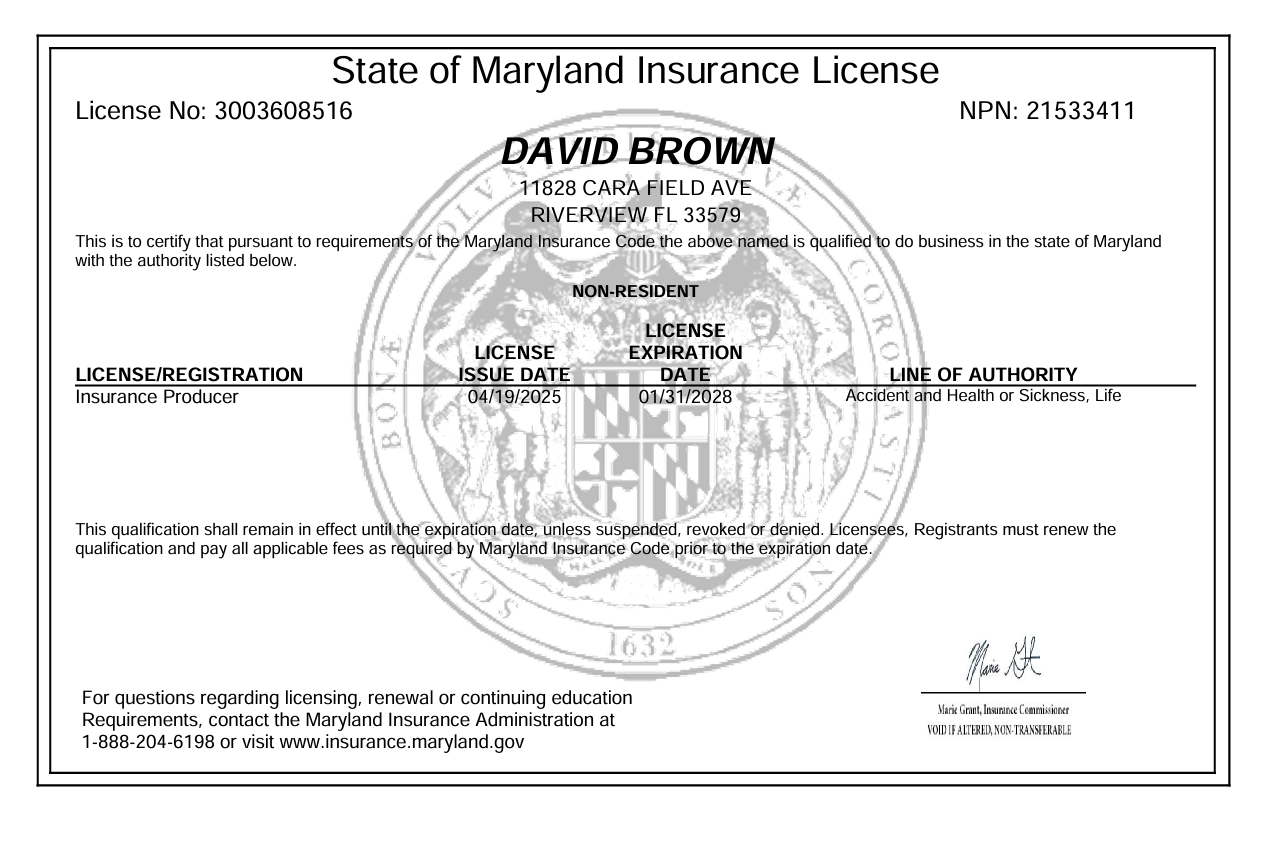 State of Maryland Insurance License
License No: 3003608516 NPN: 21533411
DAVID BROWN
11828 CARA FIELD AVE
RIVERVIEW FL 33579
This is to certify that pursuant to requirements of the Maryland Insurance Code the above named is qualified to do business in the state of Maryland
with the authority listed below.
NON-RESIDENT
LICENSE/REGISTRATION LICENSE ISSUE DATE LICENSE EXPIRATION DATE LINE OF AUTHORITY
Insurance Producer 04/19/2025 01/31/2028 Accident and Health or Sickness, Life
This qualification shall remain in effect until the expiration date, unless suspended, revoked or denied. Licensees, Registrants must renew the
qualification and pay all applicable fees as required by Maryland Insurance Code prior to the expiration date.
1632
For questions regarding licensing, renewal or continuing education
Requirements, contact the Maryland Insurance Administration at
1-888-204-6198 or visit www.insurance.maryland.gov
Marie Grant, Insurance Commissioner
VOID IF ALTERED, NON-TRANSFERABLE